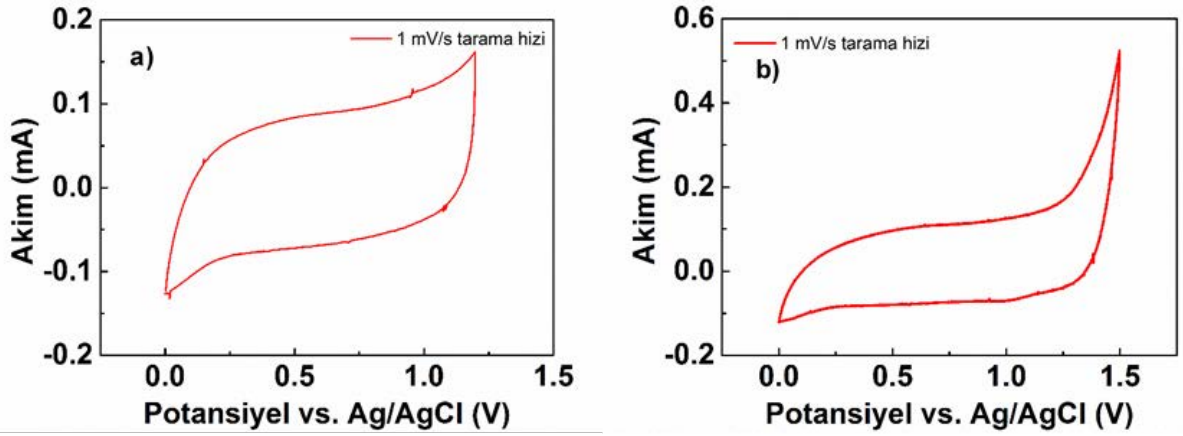 a)
1 mV/s tarama hizi
0.2
0.1
0.0
-0.1
-0.2
Akim (mA)
0.0 0.5 1.0 1.5
Potansiyel vs. Ag/AgCl (V)
b)
1 mV/s tarama hizi
0.6
0.4
0.2
0.0
-0.2
Akim (mA)
0.0 0.5 1.0 1.5
Potansiyel vs. Ag/AgCl (V)